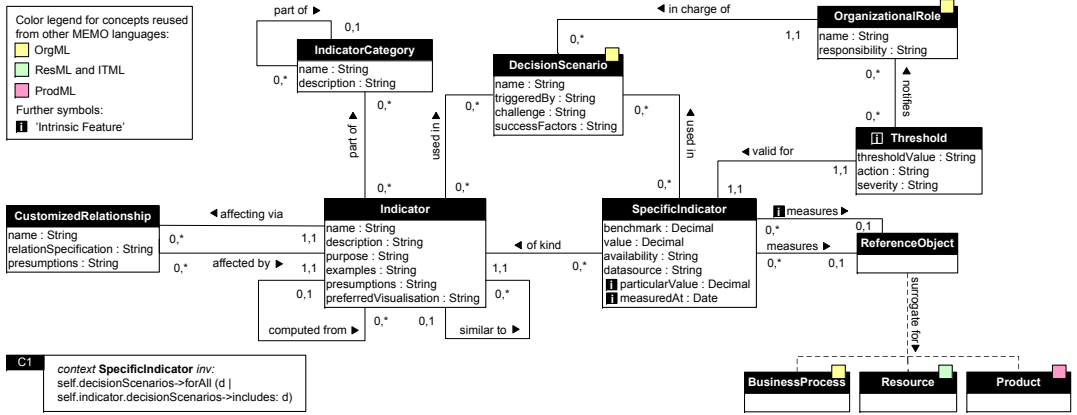 Color legend for concepts reused
from other MEMO languages:
OrgML
ResML and ITML
ProdML
Further symbols:
i 'Intrinsic Feature'
part of ►
0,1
0,*
IndicatorCategory
name : String
description : String
0,*
part of ►
0,*
DecisionScenario
name : String
triggeredBy : String
challenge : String
successFactors : String
0,*
◄ in charge of
1,1
OrganizationalRole
name : String
responsibility : String
0,*
◄ notifies
0,*
i Threshold
thresholdValue : String
action : String
severity : String
◄ valid for
1,1
1,1
0,*
used in ►
0,*
0,*
◄ used in
0,*
CustomizedRelationship
name : String
relationSpecification : String
presumptions : String
◄ affecting via
0,*
1,1
0,*
affected by ►
1,1
Indicator
name : String
description : String
purpose : String
examples : String
presumptions : String
preferredVisualisation : String
0,1
computed from ►
0,*
0,1
similar to ►
0,*
◄ of kind
1,1
0,*
SpecificIndicator
benchmark : Decimal
value : Decimal
availability : String
datasource : String
i particularValue : Decimal
i measuredAt : Date
i measures ►
0,*
0,1
measures ►
0,*
0,1
ReferenceObject
surrogate for►
BusinessProcess
Resource
Product
C1
context SpecificIndicator inv:
self.decisionScenarios->forAll (d |
self.indicator.decisionScenarios->includes: d)